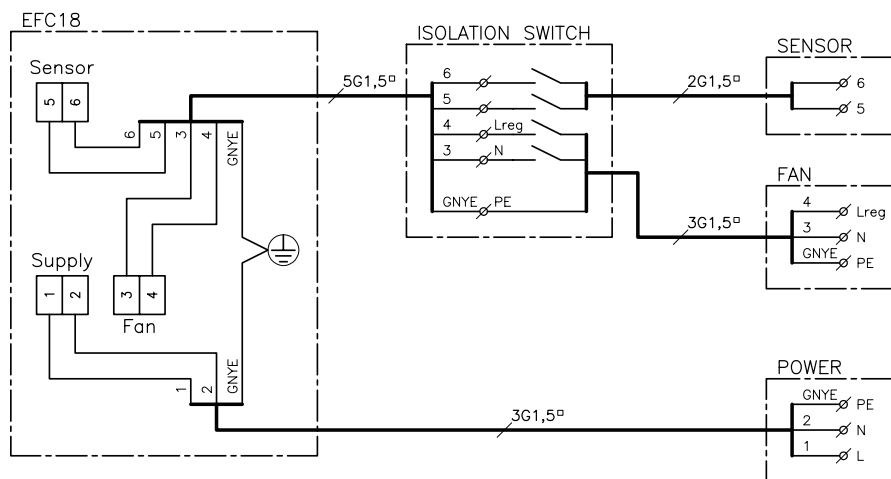 EFC18
ISOLATION SWITCH
SENSOR
Sensor
5 6
6 5 3 4 GNYE
5G1,5▫
6
5
4 Lreg
3 N
GNYE PE
2G1,5▫
6
5
FAN
4 Lreg
3 N
GNYE PE
3G1,5▫
Supply
1 2
3 4
Fan
1 2 GNYE
3G1,5▫
POWER
GNYE PE
2 N
1 L